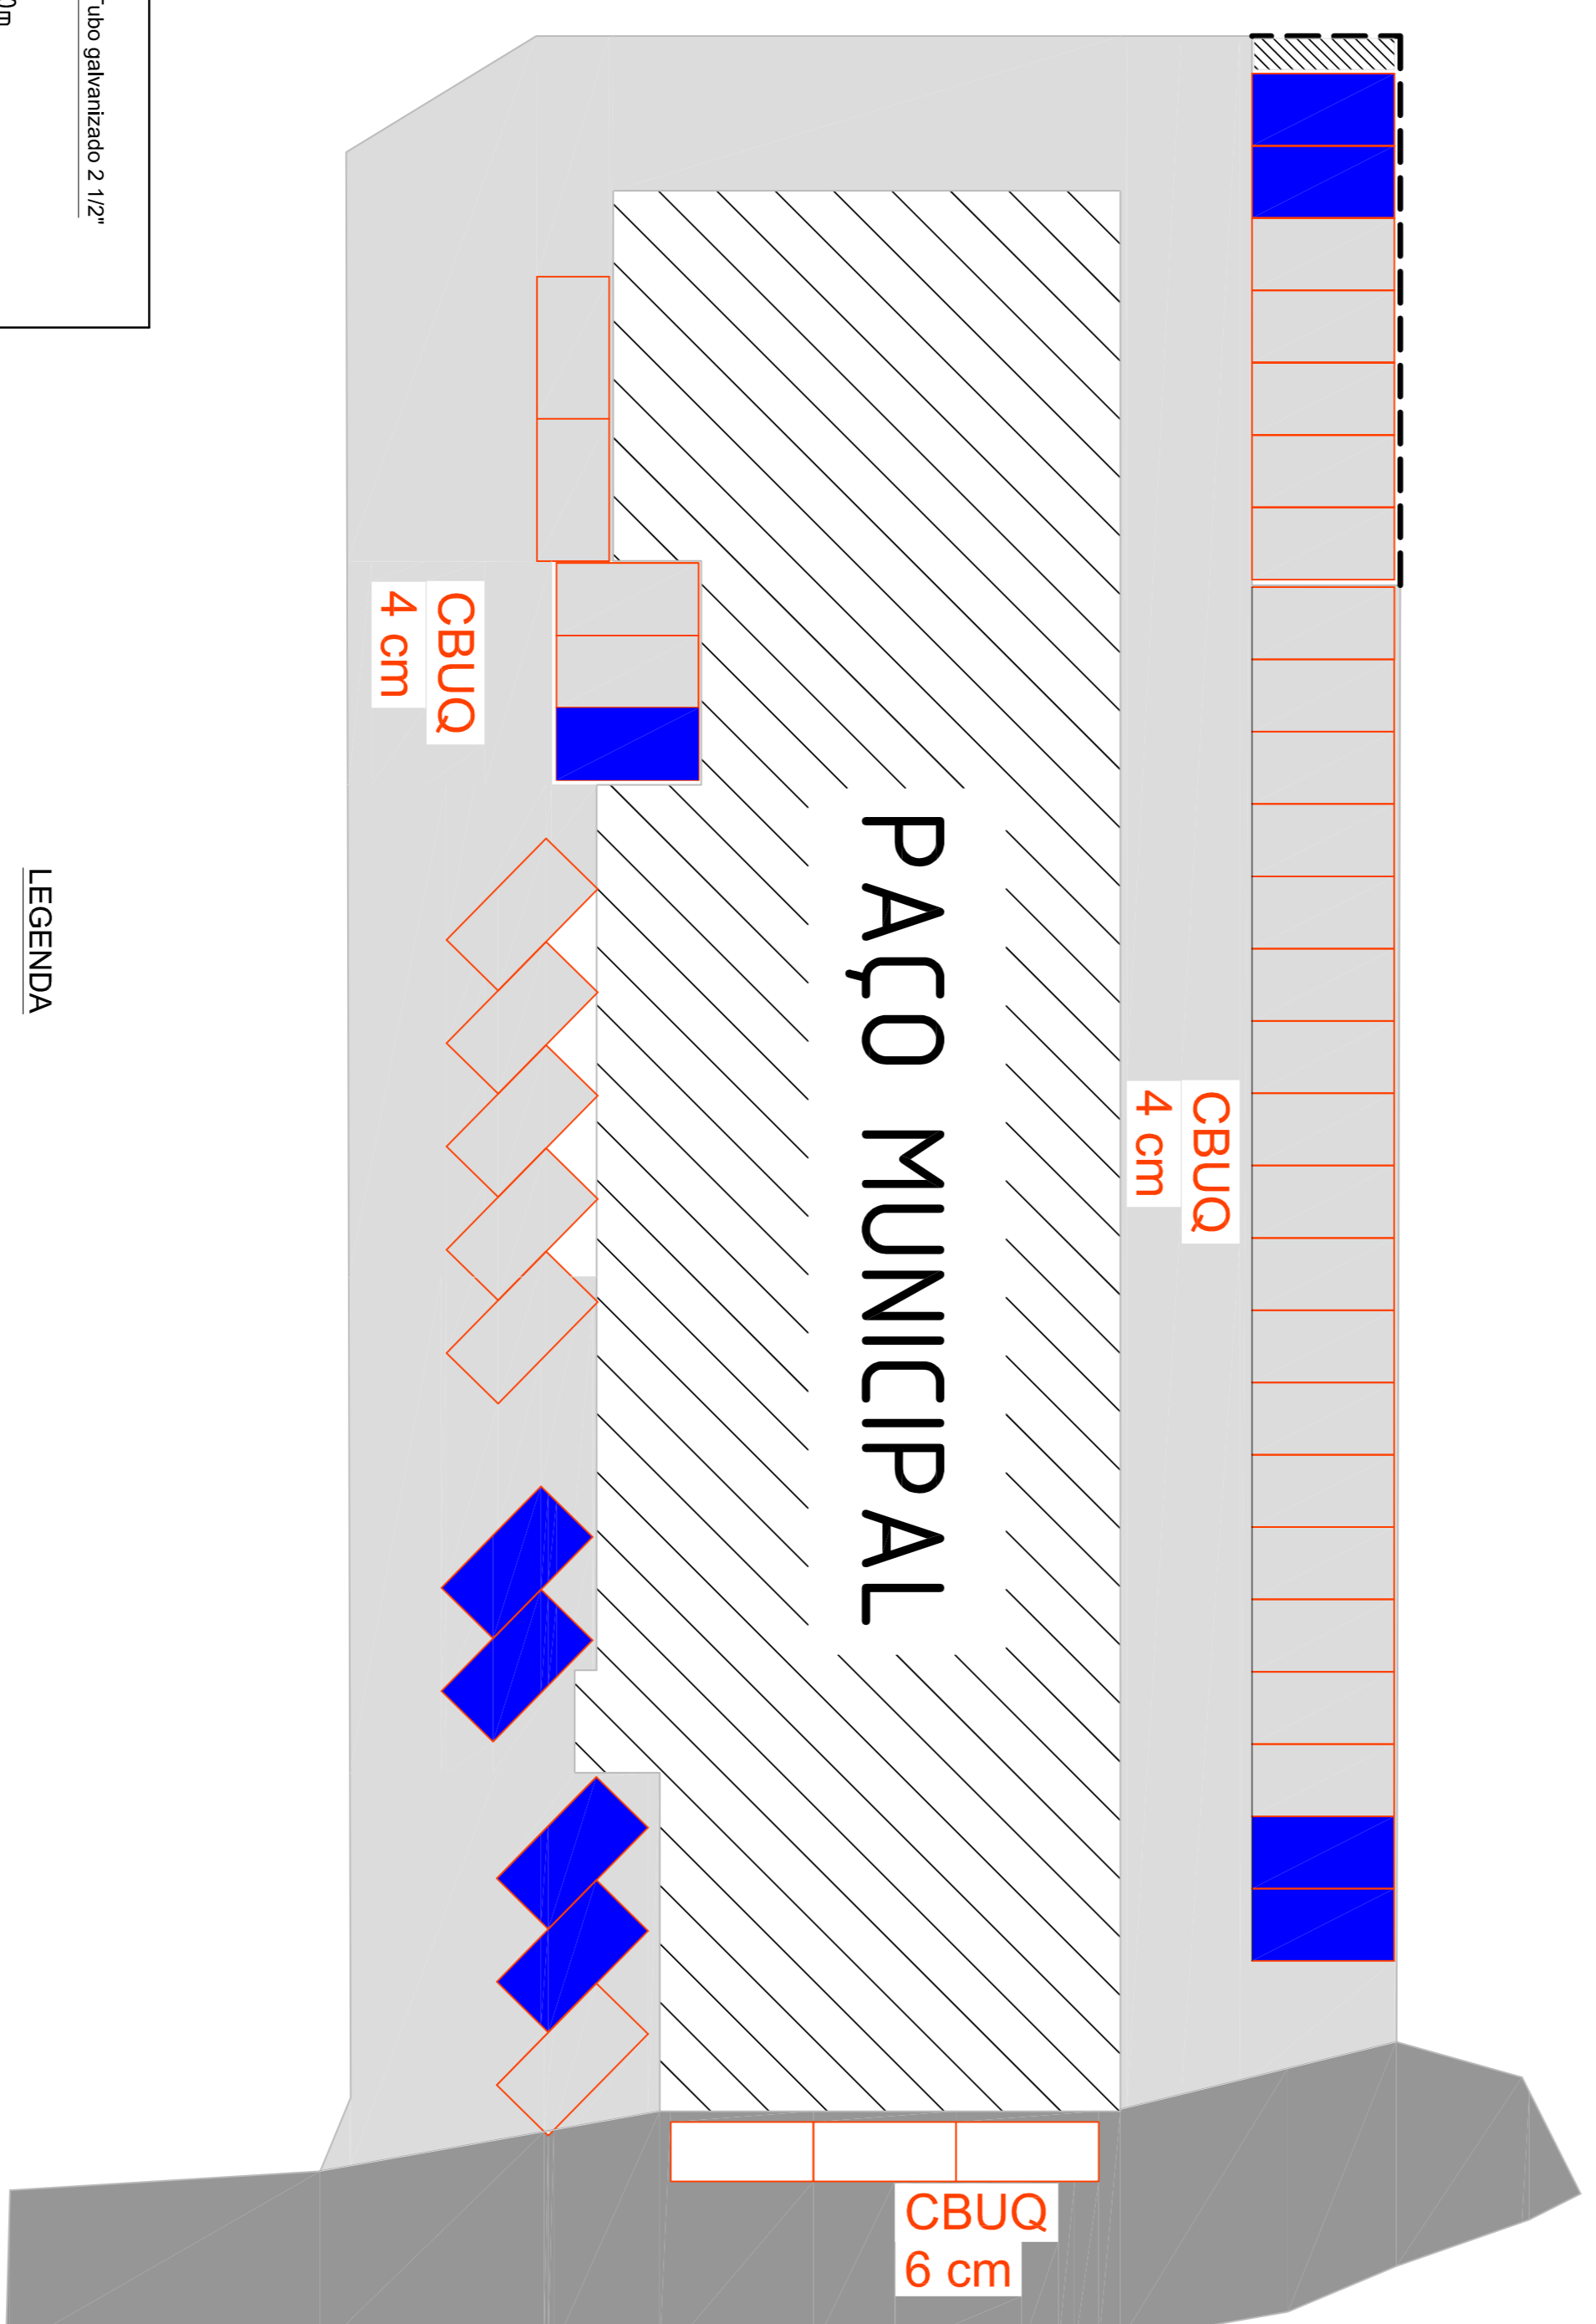 Tubo galvanizado 2 1/2"
CBUQ
4 cm
PAÇO MUNICIPAL
CBUQ
4 cm
LEGENDA
CBUQ
6 cm